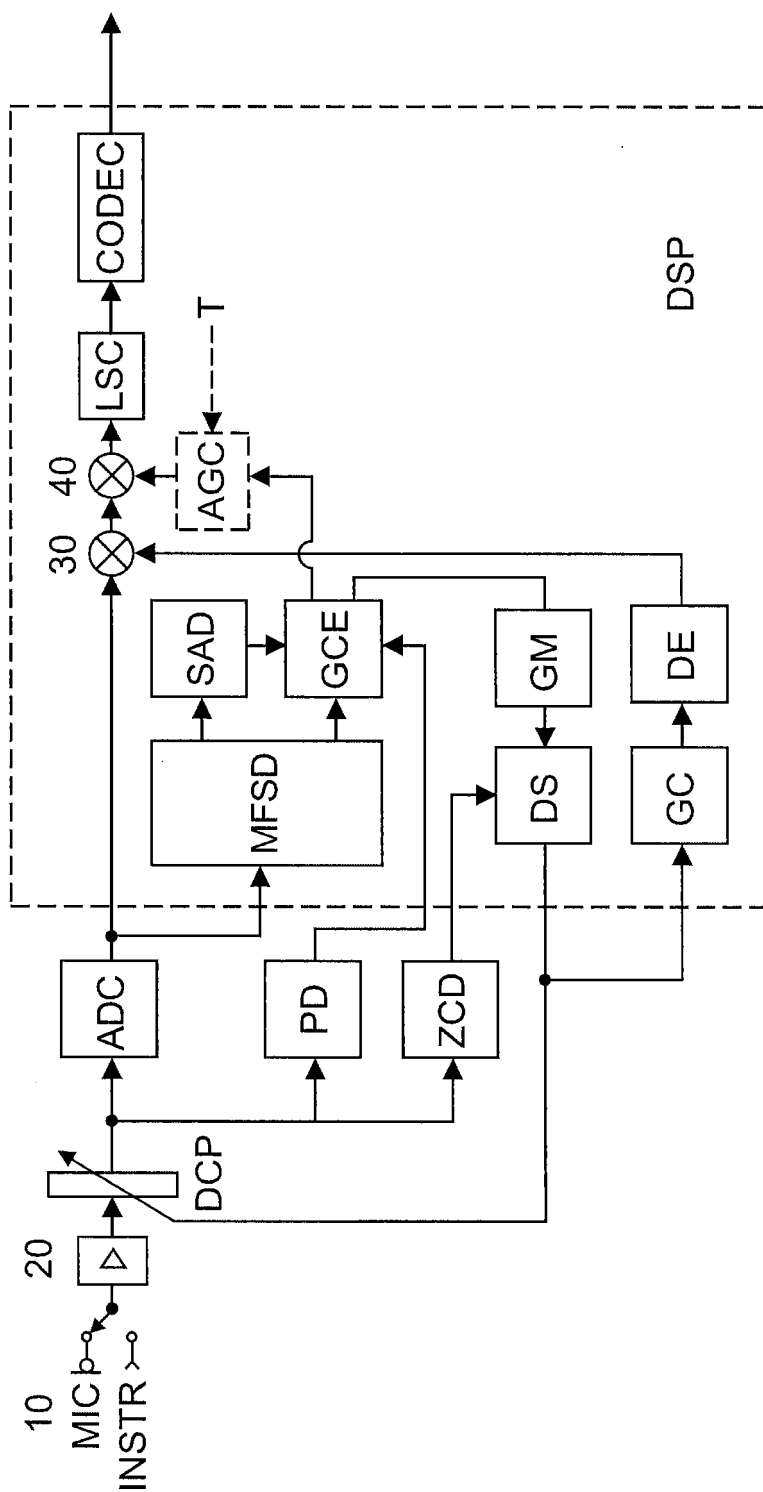 10
MIC
INSTR
20
DCP
ADC
PD
ZCD
MFSD
SAD
GCE
DS
GM
GC
DE
30
40
AGC
T
LSC
CODEC
DSP